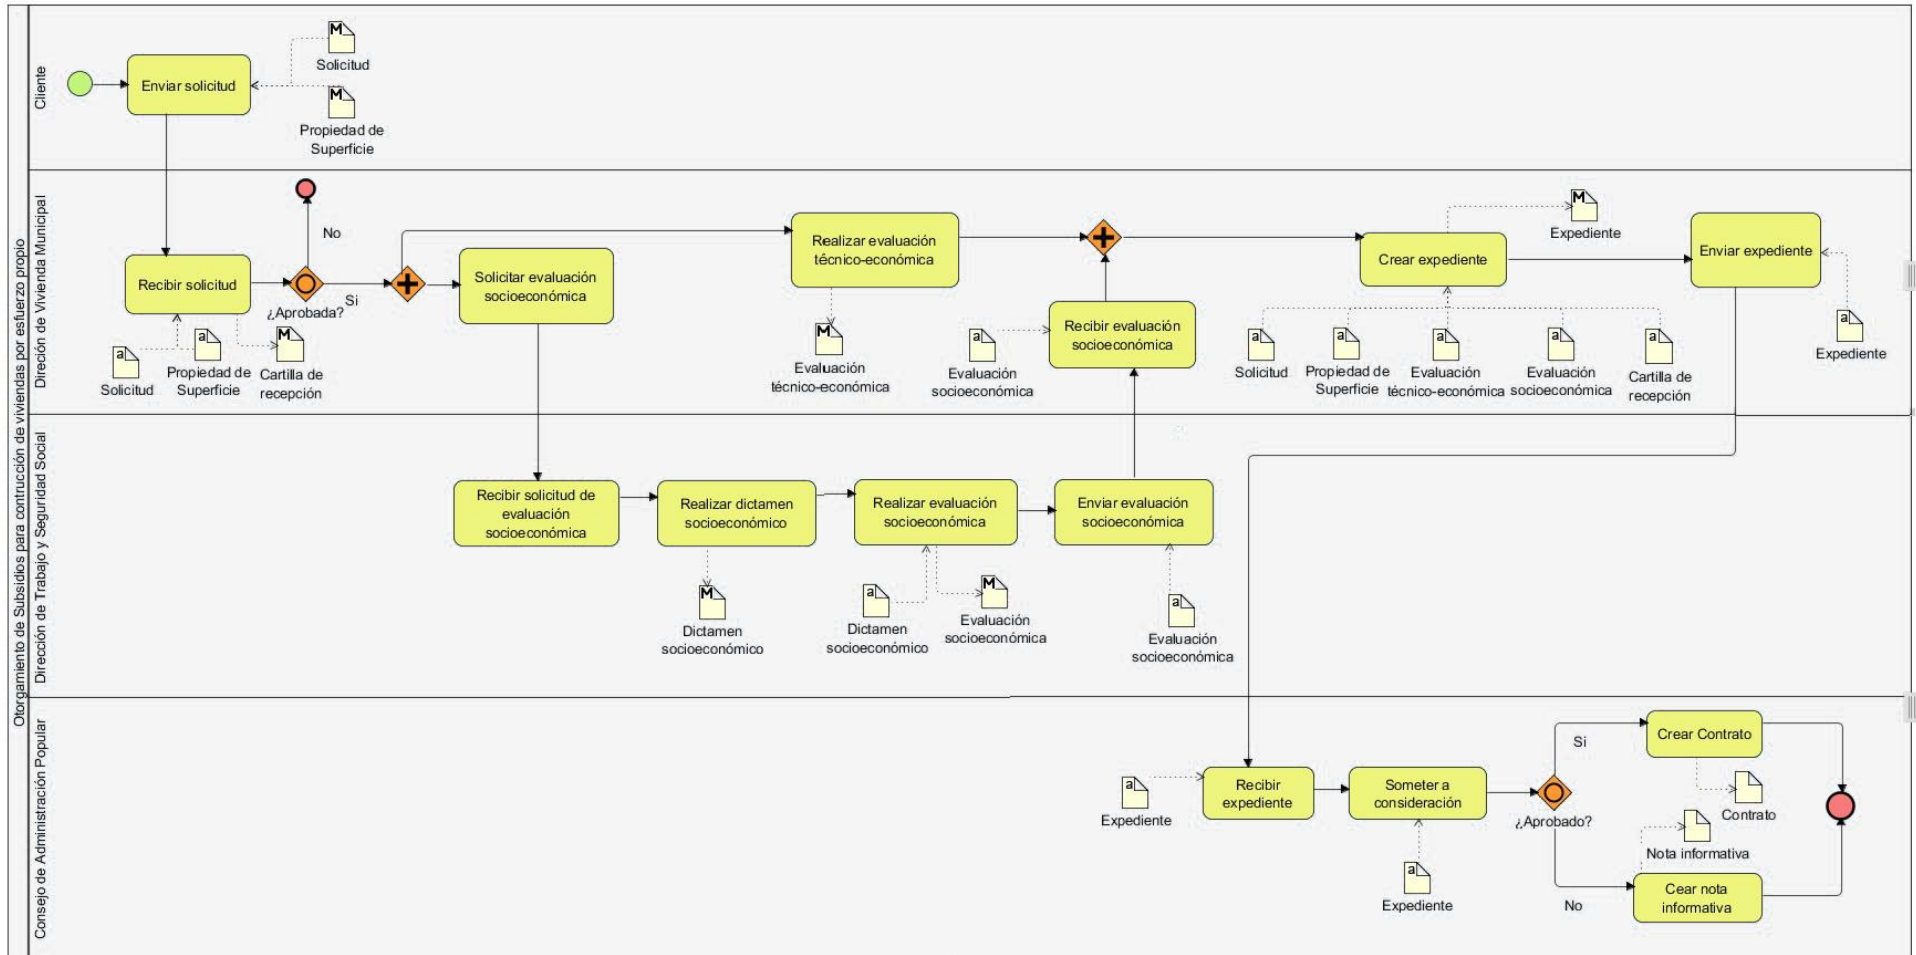 Otorgamiento de Subsidios para contrucción de viviendas por esfuerzo propio
Cliente
Enviar solicitud
M
Solicitud
M
Propiedad de
Superficie
Direción de Vivienda Municipal
Recibir solicitud
No
¿Aprobada?
Si
a
Solicitud
a
Propiedad de
Superficie
M
Cartilla de
recepción
Solicitar evaluación
socioeconómica
Realizar evaluación
técnico-económica
M
Evaluación
técnico-económica
a
Evaluación
socioeconómica
Recibir evaluación
socioeconómica
Crear expediente
M
Expediente
a
Solicitud
a
Propiedad de
Superficie
a
Evaluación
técnico-económica
a
Evaluación
socioeconómica
a
Cartilla de
recepción
Enviar expediente
a
Expediente
Dirección de Trabajo y Seguridad Social
Recibir solicitud de
evaluación
socioeconómica
Realizar dictamen
socioeconómico
M
Dictamen
socioeconómico
Realizar evaluación
socioeconómica
a
Dictamen
socioeconómico
M
Evaluación
socioeconómica
Enviar evaluación
socioeconómica
a
Evaluación
socioeconómica
Consejo de Administración Popular
a
Expediente
Recibir
expediente
Someter a
consideración
a
Expediente
¿Aprobado?
Si
Crear Contrato
Contrato
Nota informativa
No
Cear nota
informativa